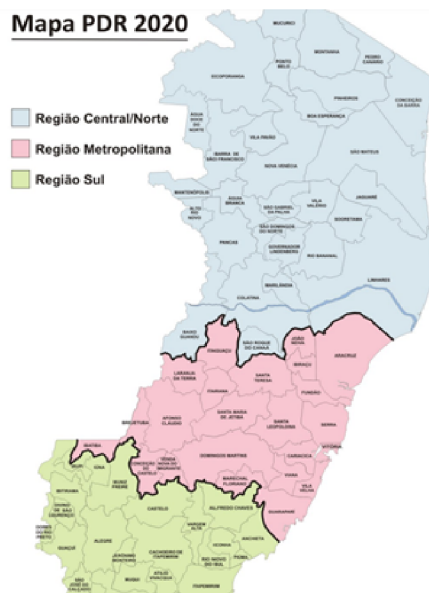 Mapa PDR 2020
Região Central/Norte
Região Metropolitana
Região Sul
MUCURICI
MONTANHA
PONTO
BELO
PEDRO
CANÁRIO
ECOPORANGA
PINHEIROS
CONCEIÇÃO
DA BARRA
ÁGUA
DOCE DO
NORTE
BOA ESPERANÇA
VILA PAVÃO
BARRA DE
SÃO FRANCISCO
SÃO MATEUS
NOVA VENÉCIA
MANTENÓPOLIS
ÁGUIA
BRANCA
ALTO
RIO
NOVO
SÃO GABRIEL
DA PALHA
VILA
VALÉRIO
JAGUARÉ
SOORETAMA
SÃO DOMINGOS
DO NORTE
PANCAS
GOVERNADOR
LINDENBERG
RIO BANANAL
MARILÂNDIA
LINHARES
COLATINA
BAIXO
GUANDU
SÃO ROQUE
DO CANAÃ
JOÃO
NEIVA
ITAGUAÇU
ARACRUZ
IBIRAÇU
LARANJA
DA TERRA
SANTA
TERESA
ITARANA
FUNDÃO
SANTA MARIA
DE JETIBÁ
BREJETUBA
AFONSO
CLÁUDIO
SANTA
LEOPOLDINA
SERRA
VITÓRIA
IBATIBA
DOMINGOS MARTINS
CARIACICA
CONCEIÇÃO
DO
CASTELO
VENDA
NOVA DO
IMIGRANTE
VIANA
IÚNA
MUNIZ
FREIRE
MARECHAL
FLORIANO
VILA
VELHA
IBITIRAMA
CASTELO
ALFREDO CHAVES
GUARAPARI
DIVINO
DE SÃO
LOURENÇO
VARGEM
ALTA
DORES
DO RIO
PRETO
ALEGRE
ANCHIETA
GUAÇUÍ
ICONHA
CACHOEIRO DE
ITAPEMIRIM
PIÚMA
JERÔNIMO
MONTEIRO
RIO NOVO
DO SUL
ATÍLIO
VIVACQUA
MUQUI
SÃO
JOSÉ DO
CALÇADO
ITAPEMIRIM